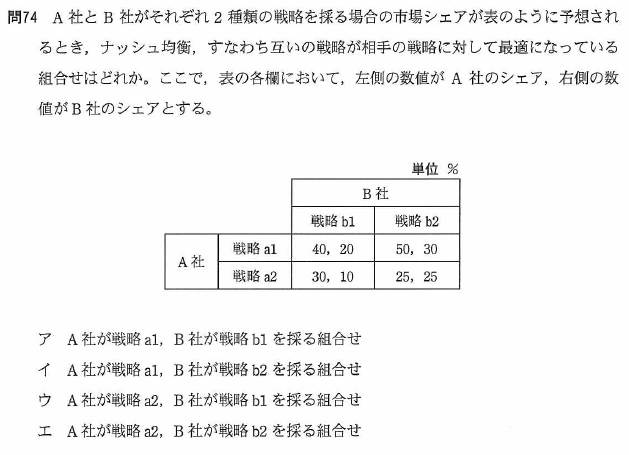 問74　A 社と B 社がそれぞれ 2 種類の戦略を採る場合の市場シェアが表のように予想され
るとき，ナッシュ均衡，すなわち互いの戦略が相手の戦略に対して最適になっている
組合せはどれか。ここで，表の各欄において，左側の数値が A 社のシェア，右側の数
値が B 社のシェアとする。
単位 %
B 社
戦略 b1 戦略 b2
A 社
戦略 a1 40，20 50，30
戦略 a2 30，10 25，25
ア　A 社が戦略 a1，B 社が戦略 b1 を採る組合せ
イ　A 社が戦略 a1，B 社が戦略 b2 を採る組合せ
ウ　A 社が戦略 a2，B 社が戦略 b1 を採る組合せ
エ　A 社が戦略 a2，B 社が戦略 b2 を採る組合せ